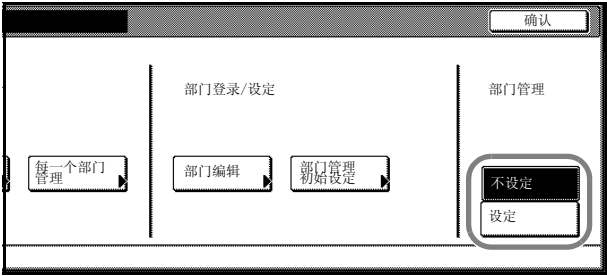 确认
部门登录/设定
部门管理
每一个部门
管理
部门编辑
部门管理
初始设定
不设定
设定